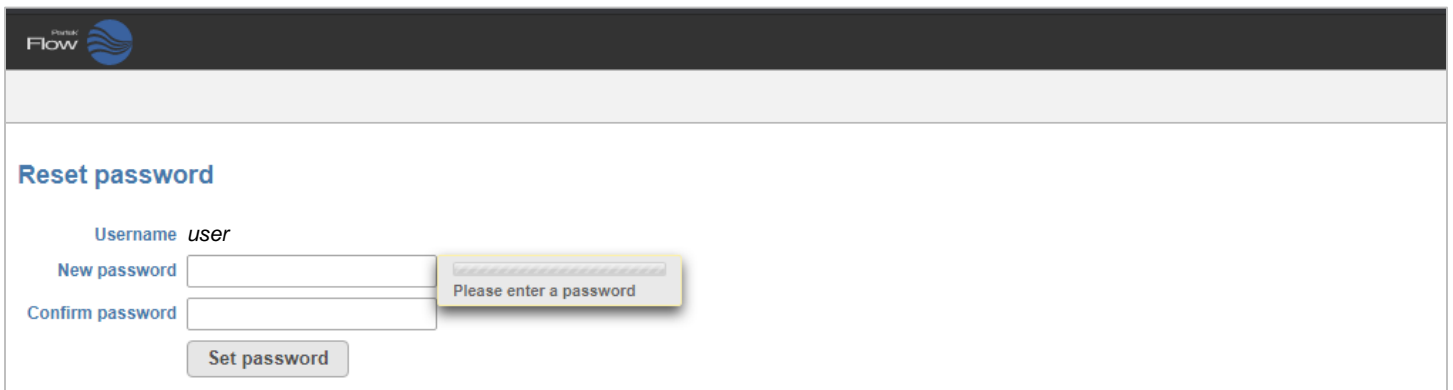 Partek
Flow
Reset password
Username user
New password
Please enter a password
Confirm password
Set password